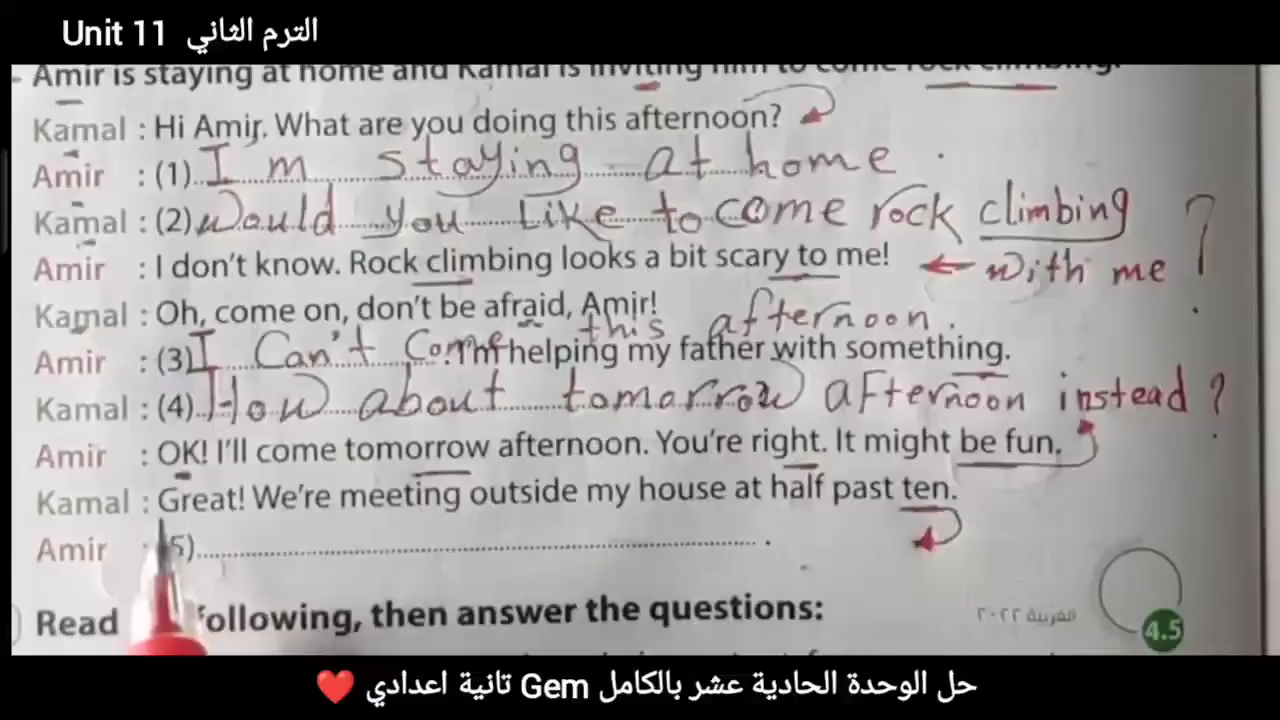 Unit 11 الترم الثاني
Amir is staying at home and Kamal is inviting him to come rock climbing.
Kamal : Hi Amir. What are you doing this afternoon?
Amir : (1) I m staying at home .
Kamal : (2) Would you like to come rock climbing ?
Amir : I don't know. Rock climbing looks a bit scary to me! with me
Kamal : Oh, come on, don't be afraid, Amir!
this afternoon.
Amir : (3) I Can't Come I'm helping my father with something.
Kamal : (4) How about tomorrow afternoon instead ?
Amir : OK! I'll come tomorrow afternoon. You're right. It might be fun.
Kamal : Great! We're meeting outside my house at half past ten.
Amir : 5) .
Read following, then answer the questions:
٢٠٢٢
4.5
حل الوحدة الحادية عشر بالكامل Gem تانية اعدادي ❤️